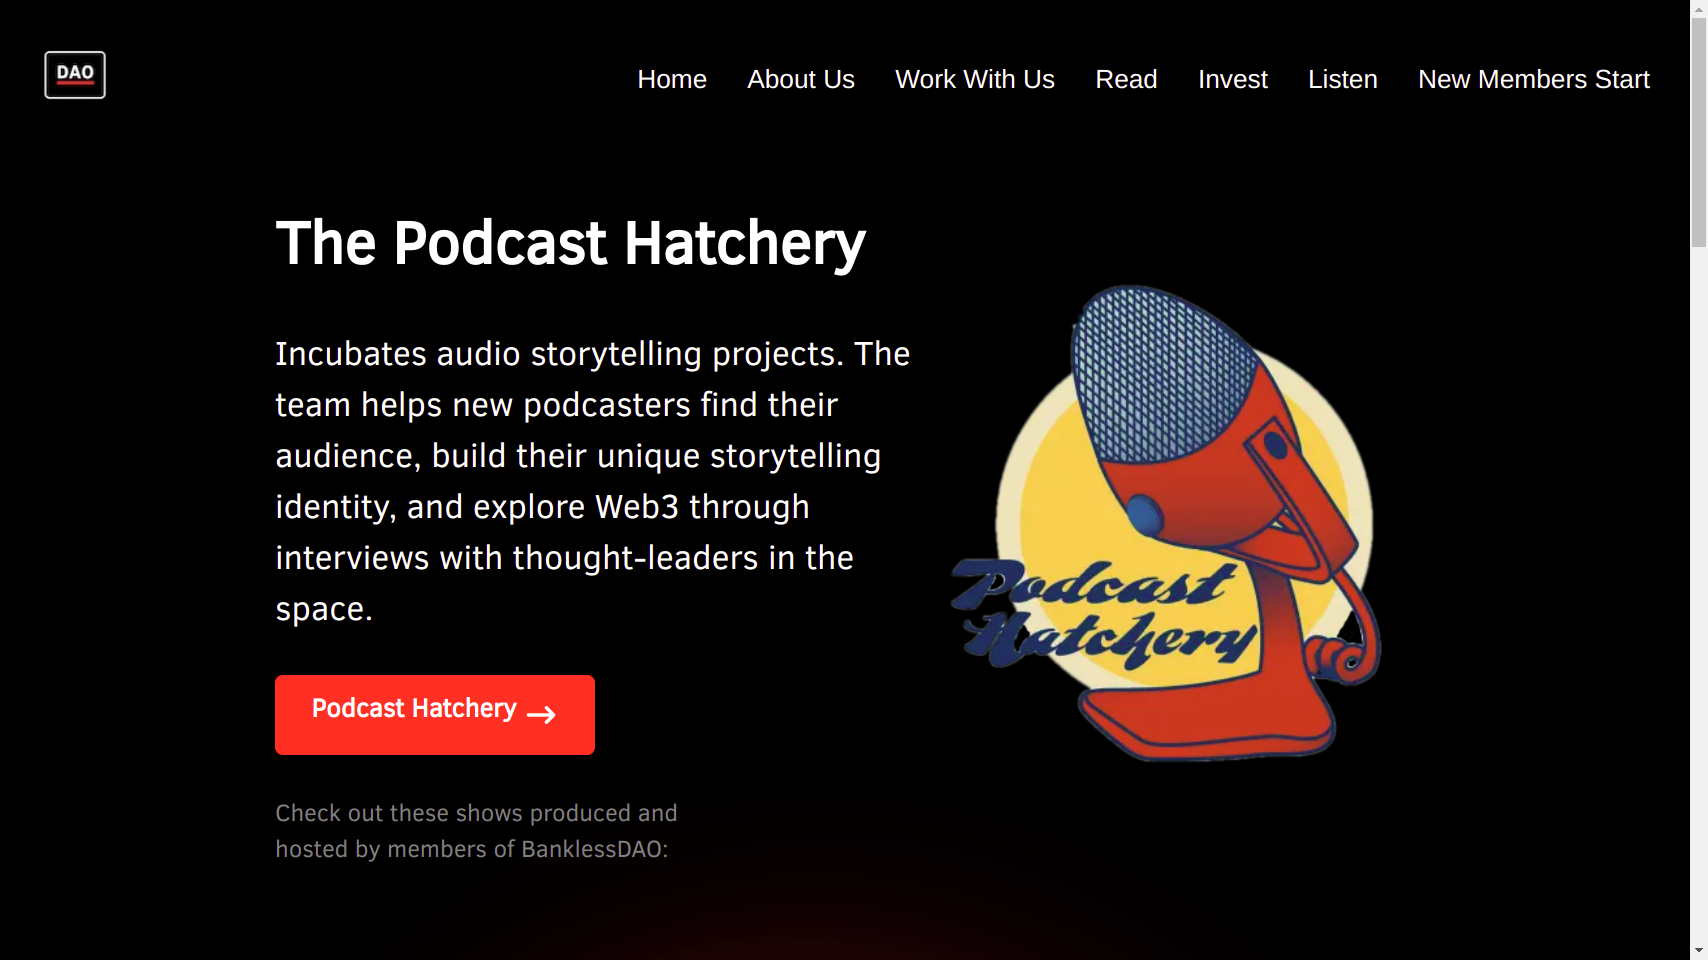 DAO
Home About Us Work With Us Read Invest Listen New Members Start
The Podcast Hatchery
Incubates audio storytelling projects. The
team helps new podcasters find their
audience, build their unique storytelling
identity, and explore Web3 through
interviews with thought-leaders in the
space.
Podcast
Hatchery
Podcast Hatchery →
Check out these shows produced and
hosted by members of BanklessDAO: